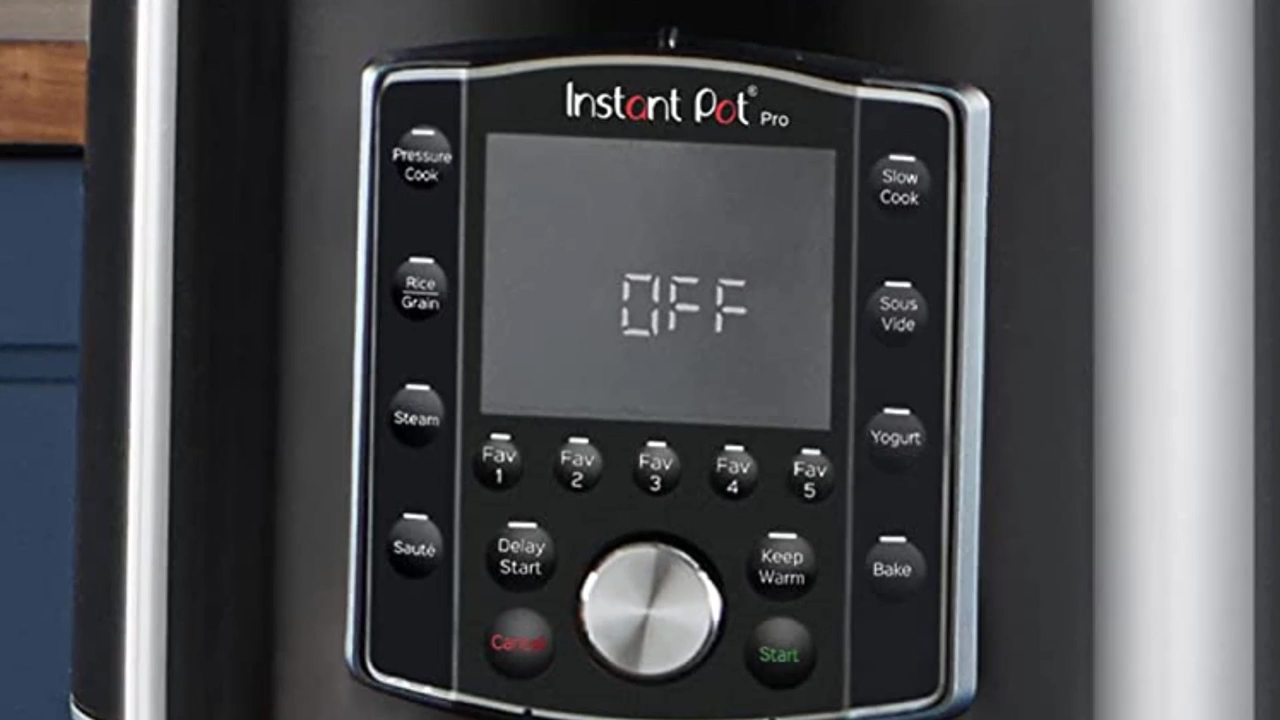 Instant Pot® Pro
Pressure
Cook
Slow
Cook
OFF
Rice
Grain
Sous
Vide
Steam
Yogurt
Fav
1
Fav
2
Fav
3
Fav
4
Fav
5
Sauté
Delay
Start
Keep
Warm
Bake
Cancel
Start